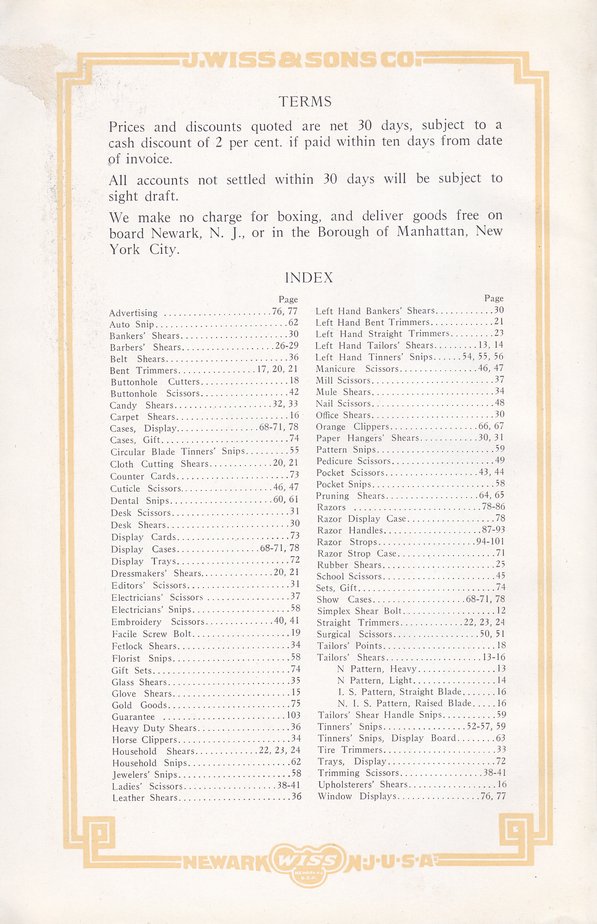 J. WISS & SONS CO.
TERMS
Prices and discounts quoted are net 30 days, subject to a
cash discount of 2 per cent. if paid within ten days from date
of invoice.
All accounts not settled within 30 days will be subject to
sight draft.
We make no charge for boxing, and deliver goods free on
board Newark, N. J., or in the Borough of Manhattan, New
York City.
INDEX
Page
Advertising ......................76, 77
Auto Snip...........................62
Bankers' Shears......................30
Barbers' Shears...................26-29
Belt Shears.........................36
Bent Trimmers................17, 20, 21
Buttonhole Cutters...................18
Buttonhole Scissors..................42
Candy Shears....................32, 33
Carpet Shears.......................16
Cases, Display.................68-71, 78
Cases, Gift..........................74
Circular Blade Tinners' Snips.........55
Cloth Cutting Shears.............20, 21
Counter Cards.......................73
Cuticle Scissors...................46, 47
Dental Snips.....................60, 61
Desk Scissors........................31
Desk Shears.........................30
Display Cards.......................73
Display Cases..................68-71, 78
Display Trays.......................72
Dressmakers' Shears...............20, 21
Editors' Scissors.....................31
Electricians' Scissors .................37
Electricians' Snips....................58
Embroidery Scissors..............40, 41
Facile Screw Bolt....................19
Fetlock Shears.......................34
Florist Snips........................58
Gift Sets............................74
Glass Shears.........................35
Glove Shears........................15
Gold Goods.........................75
Guarantee .........................103
Heavy Duty Shears...................36
Horse Clippers.......................34
Household Shears.............22, 23, 24
Household Snips.....................62
Jewelers' Snips.......................58
Ladies' Scissors...................38-41
Leather Shears.......................36
Page
Left Hand Bankers' Shears............30
Left Hand Bent Trimmers.............21
Left Hand Straight Trimmers.........23
Left Hand Tailors' Shears.........13, 14
Left Hand Tinners' Snips......54, 55, 56
Manicure Scissors................46, 47
Mill Scissors.........................37
Mule Shears.........................34
Nail Scissors.........................48
Office Shears.........................30
Orange Clippers..................66, 67
Paper Hangers' Shears............30, 31
Pattern Snips........................59
Pedicure Scissors.....................49
Pocket Scissors...................43, 44
Pocket Snips.........................58
Pruning Shears...................64, 65
Razors ..........................78-86
Razor Display Case...................78
Razor Handles....................87-93
Razor Strops....................94-101
Razor Strop Case.....................71
Rubber Shears.......................25
School Scissors.......................45
Sets, Gift............................74
Show Cases...................68-71, 78
Simplex Shear Bolt...................12
Straight Trimmers.............22, 23, 24
Surgical Scissors..................50, 51
Tailors' Points.......................18
Tailors' Shears....................13-16
N Pattern, Heavy................13
N Pattern, Light.................14
I. S. Pattern, Straight Blade.......16
N. I. S. Pattern, Raised Blade.....16
Tailors' Shear Handle Snips...........59
Tinners' Snips.................52-57, 59
Tinners' Snips, Display Board........63
Tire Trimmers.......................33
Trays, Display......................72
Trimming Scissors.................38-41
Upholsterers' Shears..................16
Window Displays.................76, 77
NEWARK WISS N·J·U·S·A